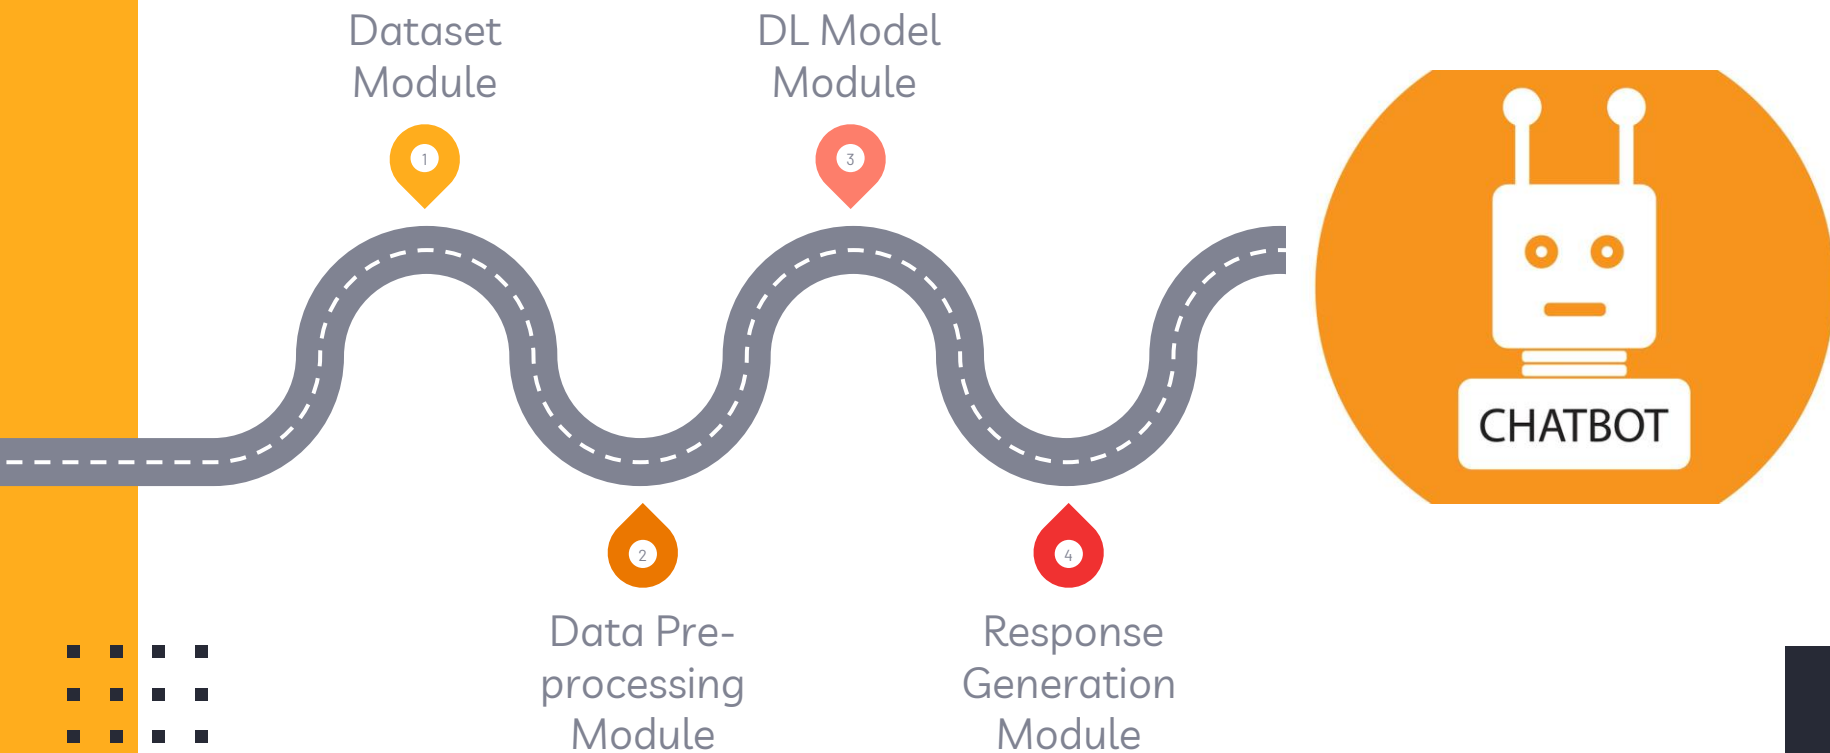 Dataset
Module
1
DL Model
Module
3
CHATBOT
2
Data Pre-
processing
Module
4
Response
Generation
Module